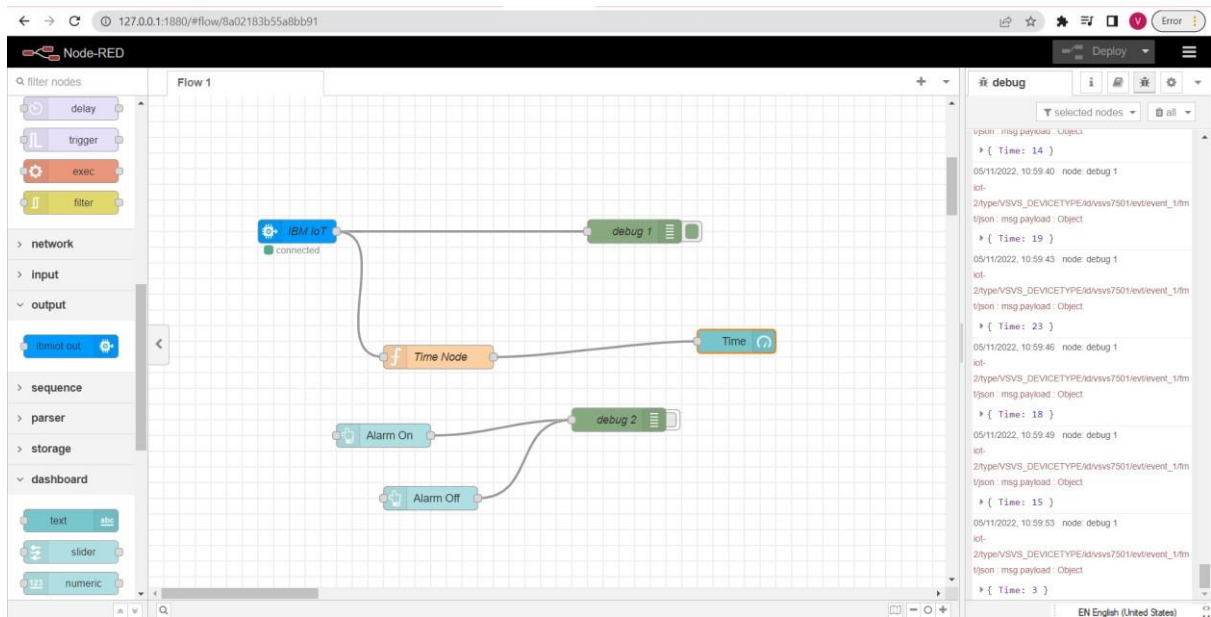 127.0.0.1:1880/#flow/8a02183b55a8bb91
V
Error
Node-RED
Deploy
filter nodes
delay
trigger
exec
filter
network
input
output
ibmiot out
sequence
parser
storage
dashboard
text
abc
slider
numeric
123
Flow 1
IBM IoT
connected
debug 1
Time Node
Time
Alarm On
debug 2
Alarm Off
debug
i
selected nodes
all
t/json : msg.payload : Object
{ Time: 14 }
05/11/2022, 10:59:40 node: debug 1
iot-
2/type/VSVS_DEVICETYPE/id/vsvs7501/evt/event_1/fm
t/json : msg.payload : Object
{ Time: 19 }
05/11/2022, 10:59:43 node: debug 1
iot-
2/type/VSVS_DEVICETYPE/id/vsvs7501/evt/event_1/fm
t/json : msg.payload : Object
{ Time: 23 }
05/11/2022, 10:59:46 node: debug 1
iot-
2/type/VSVS_DEVICETYPE/id/vsvs7501/evt/event_1/fm
t/json : msg.payload : Object
{ Time: 18 }
05/11/2022, 10:59:49 node: debug 1
iot-
2/type/VSVS_DEVICETYPE/id/vsvs7501/evt/event_1/fm
t/json : msg.payload : Object
{ Time: 15 }
05/11/2022, 10:59:53 node: debug 1
iot-
2/type/VSVS_DEVICETYPE/id/vsvs7501/evt/event_1/fm
t/json : msg.payload : Object
{ Time: 3 }
EN English (United States)